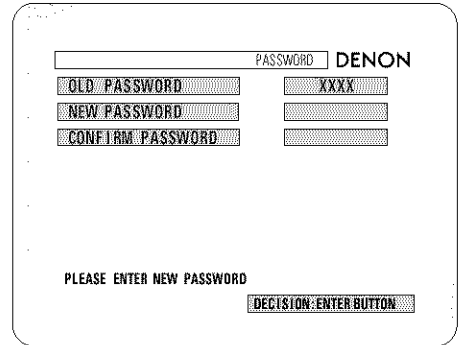 PASSWORD DENON
OLD PASSWORD XXXX
NEW PASSWORD
CONFIRM PASSWORD
PLEASE ENTER NEW PASSWORD
DECISION:ENTER BUTTON